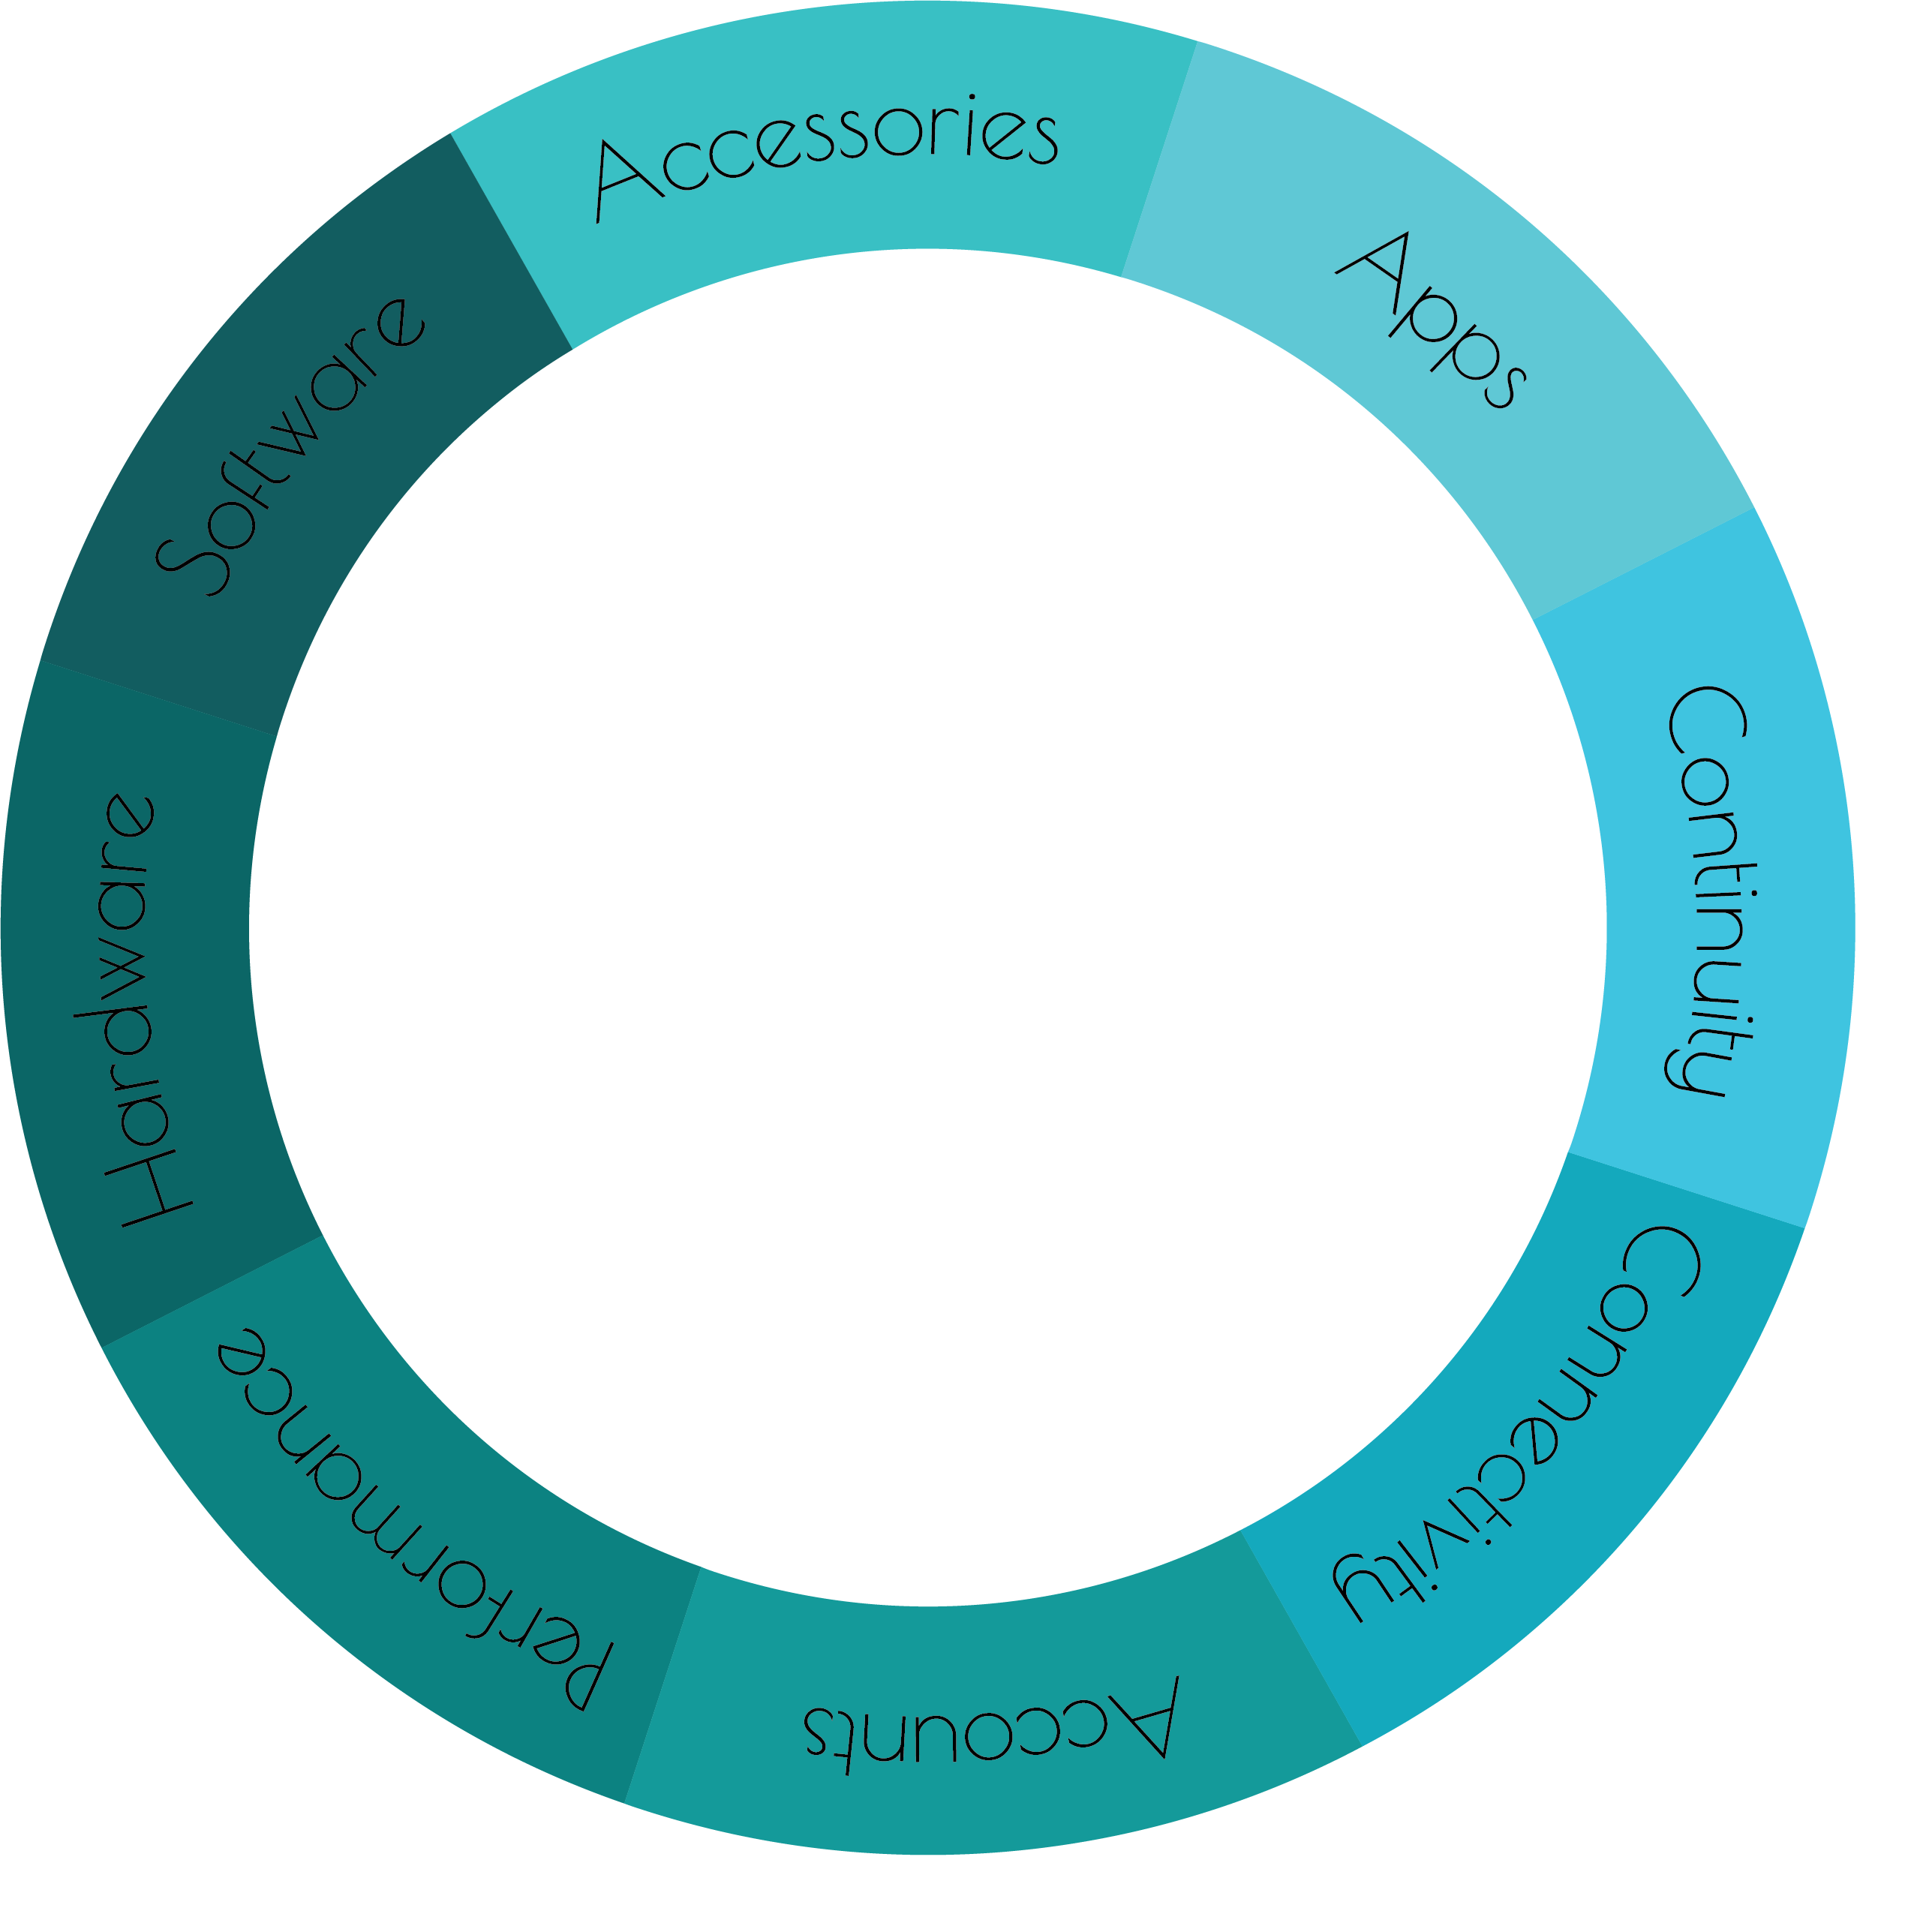 Accessories
Apps
Continuity
Connectivity
Accounts
Performance
Hardware
Software